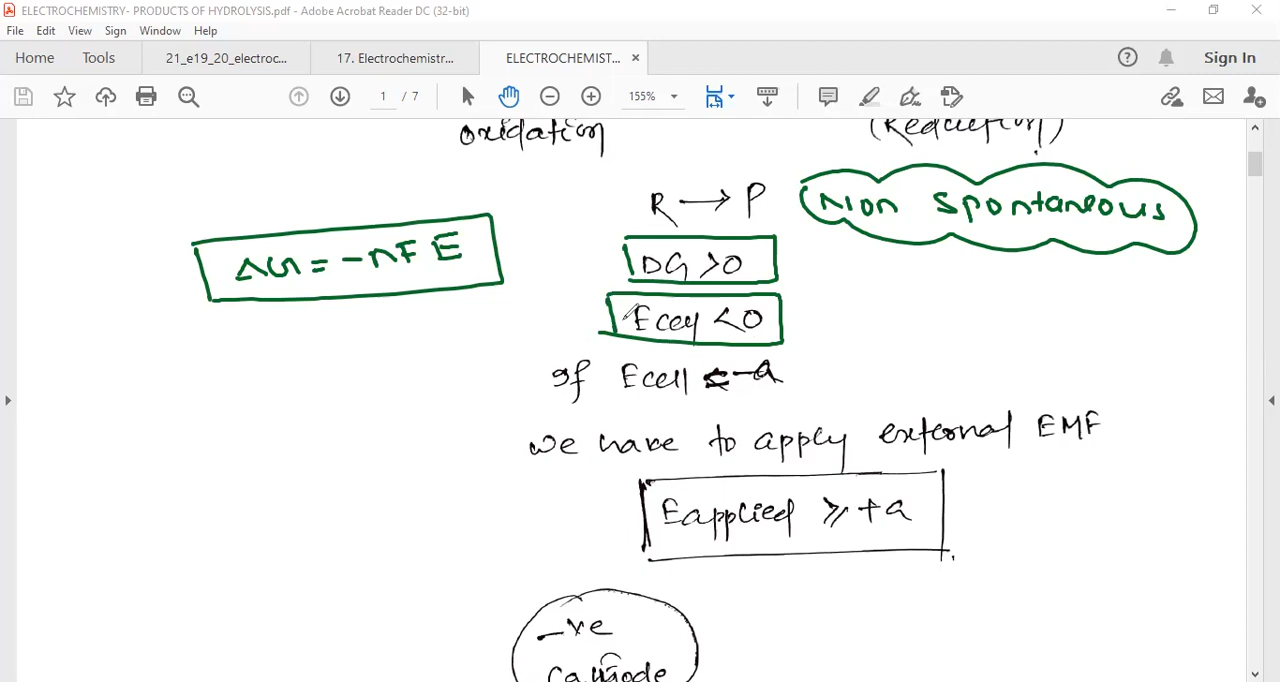 ELECTROCHEMISTRY- PRODUCTS OF HYDROLYSIS.pdf - Adobe Acrobat Reader DC (32-bit)
File Edit View Sign Window Help
Home Tools 21_e19_20_electroc... 17. Electrochemistr... ELECTROCHEMIST... × Sign In
1 / 7 155%
oxidation (Reduction)
R → P Non Spontaneous
ΔG = -nFE
DG >0
Ecell <0
If Ecell = -a
we have to apply external EMF
Eapplied ≥ +a
-ve
Cathode